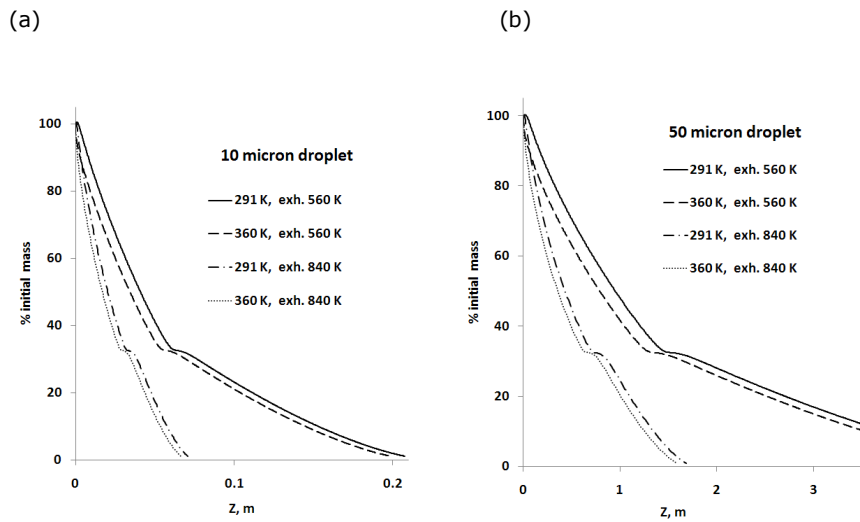 (a)
(b)
10 micron droplet
291 K, exh. 560 K
360 K, exh. 560 K
291 K, exh. 840 K
360 K, exh. 840 K
% initial mass
100
80
60
40
20
0
0
0.1
0.2
Z, m
50 micron droplet
291 K, exh. 560 K
360 K, exh. 560 K
291 K, exh. 840 K
360 K, exh. 840 K
% initial mass
100
80
60
40
20
0
0
1
2
3
Z, m